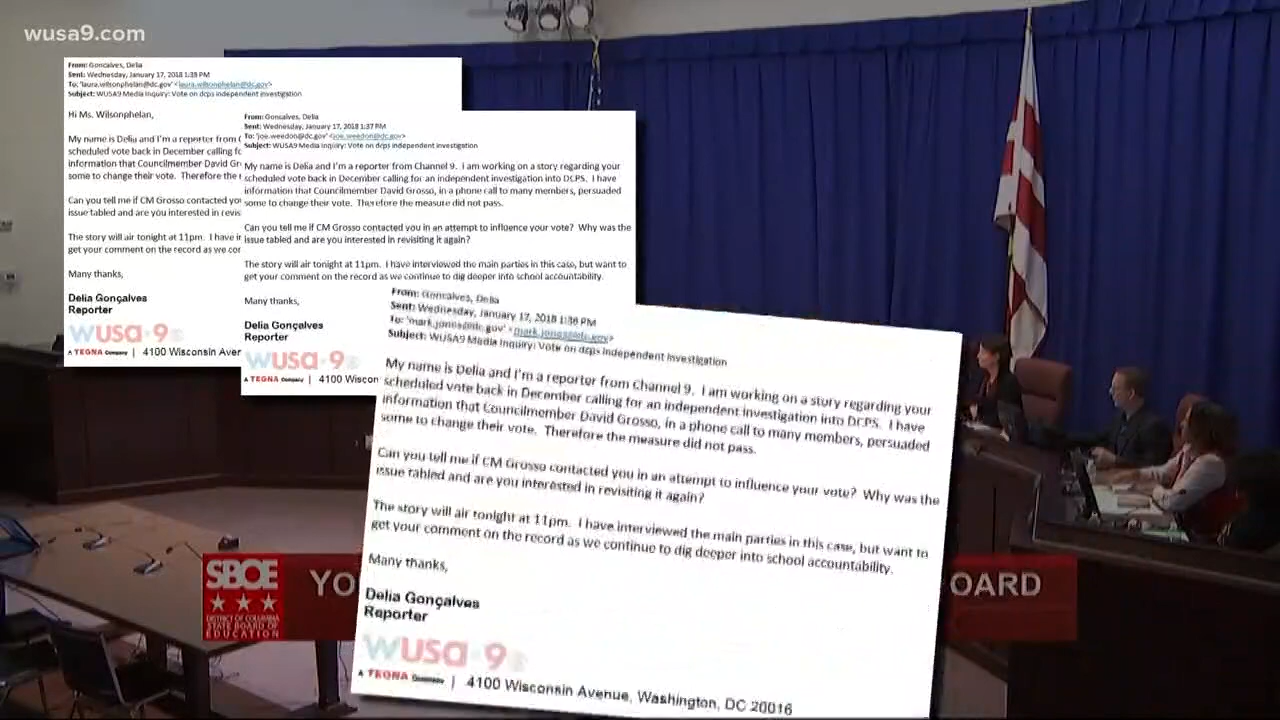 wusa9.com
From: Goncalves, Delia
Sent: Wednesday, January 17, 2018 1:39 PM
To: 'laura.wilsonphelan@dc.gov' <laura.wilsonphelan@dc.gov>
Subject: WUSA9 Media Inquiry: Vote on dcps independent investigation
Hi Ms. Wilsonphelan,
My name is Delia and I'm a reporter from
scheduled vote back in December calling fo
information that Councilmember David Gr
some to change their vote. Therefore the
Can you tell me if CM Grosso contacted you
issue tabled and are you interested in revis
The story will air tonight at 11pm. I have i
get your comment on the record as we con
Many thanks,
Delia Gonçalves
Reporter
wusa 9
A TEGNA Company | 4100 Wisconsin Aver
From: Goncalves, Delia
Sent: Wednesday, January 17, 2018 1:37 PM
To: 'joe.weedon@dc.gov' <joe.weedon@dc.gov>
Subject: WUSA9 Media Inquiry: Vote on dcps independent investigation
My name is Delia and I'm a reporter from Channel 9. I am working on a story regarding your
scheduled vote back in December calling for an independent investigation into DCPS. I have
information that Councilmember David Grosso, in a phone call to many members, persuaded
some to change their vote. Therefore the measure did not pass.
Can you tell me if CM Grosso contacted you in an attempt to influence your vote? Why was the
issue tabled and are you interested in revisiting it again?
The story will air tonight at 11pm. I have interviewed the main parties in this case, but want to
get your comment on the record as we continue to dig deeper into school accountability.
Many thanks,
Delia Gonçalves
Reporter
wusa 9
A TEGNA Company | 4100 Wiscon
From: Goncalves, Delia
Sent: Wednesday, January 17, 2018 1:36 PM
To: 'mark.jones@dc.gov' <mark.jones@dc.gov>
Subject: WUSA9 Media Inquiry: Vote on dcps independent investigation
My name is Delia and I'm a reporter from Channel 9. I am working on a story regarding your
scheduled vote back in December calling for an independent investigation into DCPS. I have
information that Councilmember David Grosso, in a phone call to many members, persuaded
some to change their vote. Therefore the measure did not pass.
Can you tell me if CM Grosso contacted you in an attempt to influence your vote? Why was the
issue tabled and are you interested in revisiting it again?
The story will air tonight at 11pm. I have interviewed the main parties in this case, but want to
get your comment on the record as we continue to dig deeper into school accountability.
Many thanks,
Delia Gonçalves
Reporter
wusa 9
A TEGNA Company | 4100 Wisconsin Avenue, Washington, DC 20016
SBOE
DISTRICT OF COLUMBIA
STATE BOARD OF
EDUCATION
YO
OARD